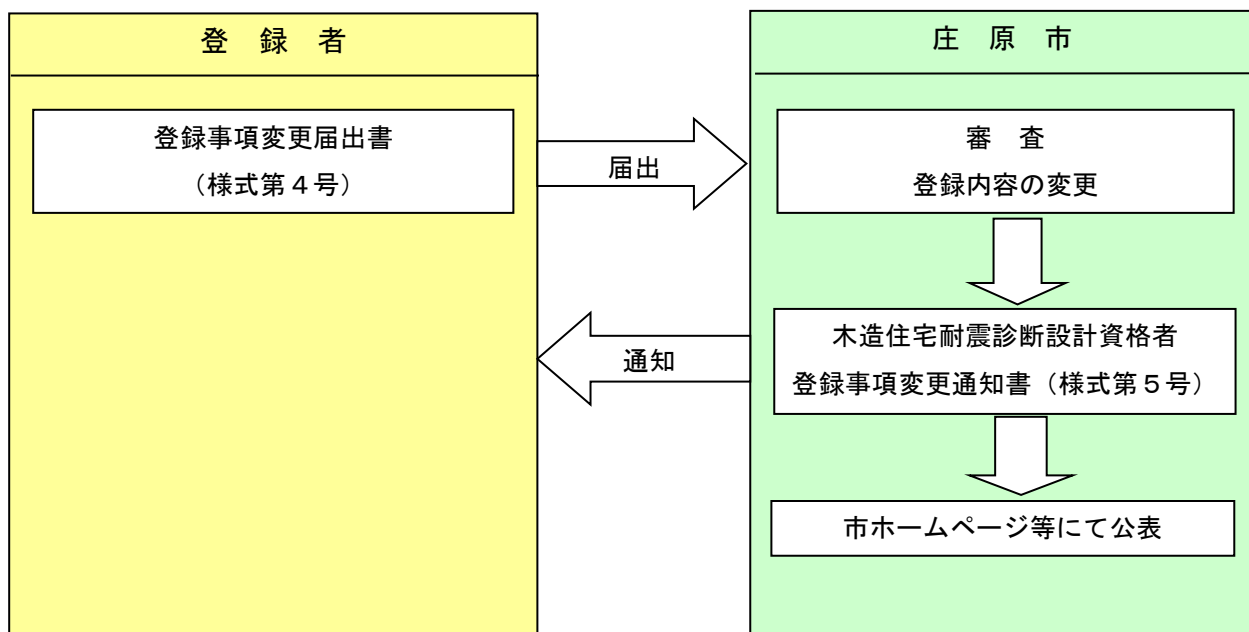 登　録　者
登録事項変更届出書
（様式第４号）
届出
庄　原　市
審　査
登録内容の変更
木造住宅耐震診断設計資格者
登録事項変更通知書（様式第５号）
通知
市ホームページ等にて公表